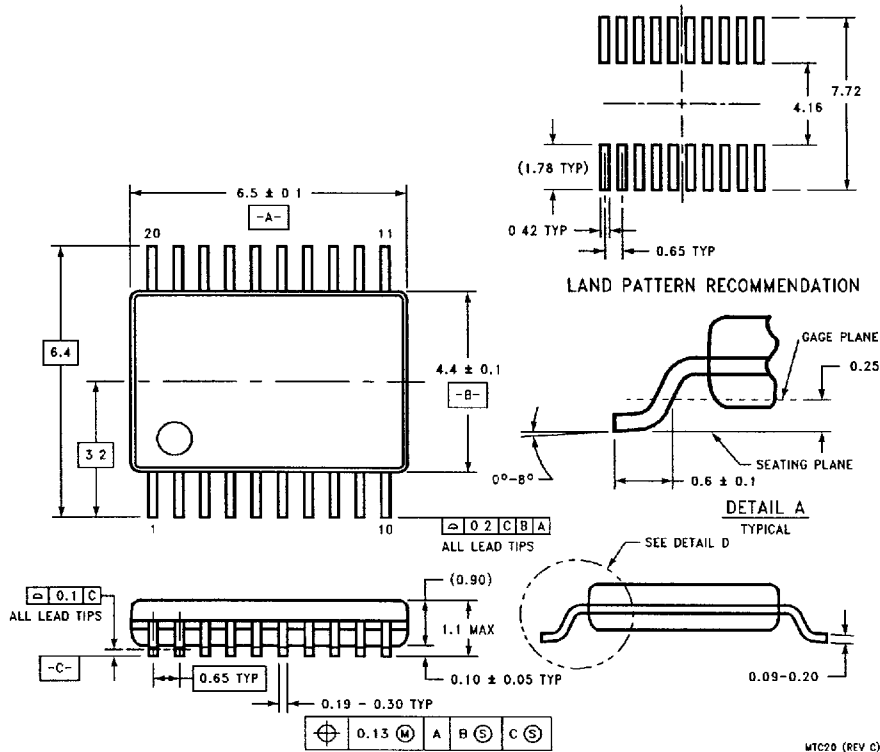 7.72
4.16
(1.78 TYP)
0.42 TYP
0.65 TYP
LAND PATTERN RECOMMENDATION
6.5 ± 0.1
-A-
20
11
6.4
3.2
4.4 ± 0.1
-B-
1
10
⌓ 0.2 C B A
ALL LEAD TIPS
GAGE PLANE
0.25
SEATING PLANE
0°-8°
0.6 ± 0.1
DETAIL A
TYPICAL
SEE DETAIL D
0.09-0.20
⌓ 0.1 C
ALL LEAD TIPS
-C-
(0.90)
1.1 MAX
0.65 TYP
0.10 ± 0.05 TYP
0.19 - 0.30 TYP
⌖ 0.13 Ⓜ A B Ⓢ C Ⓢ
MTC20 (REV C)